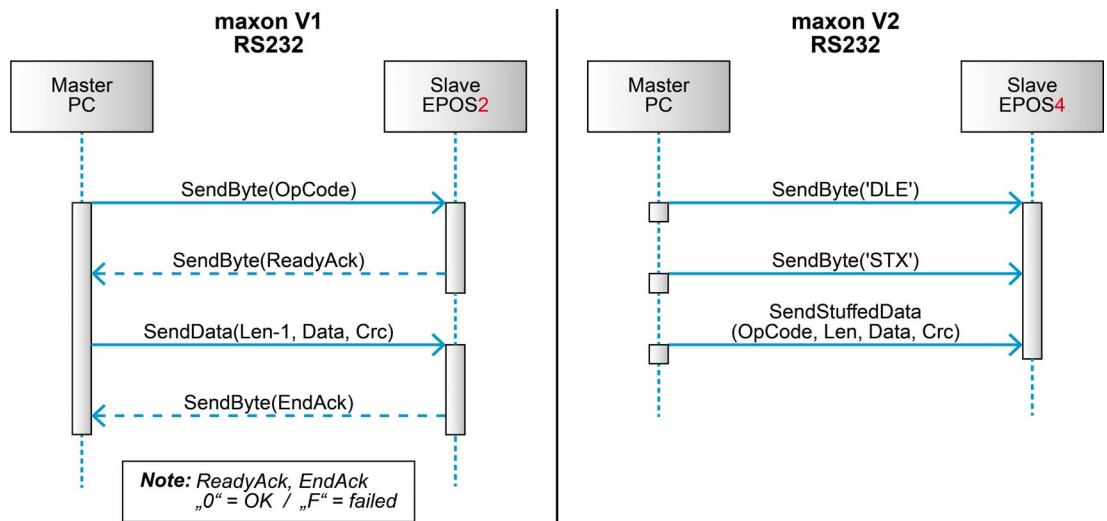 maxon V1
RS232
Master
PC
Slave
EPOS2
SendByte(OpCode)
SendByte(ReadyAck)
SendData(Len-1, Data, Crc)
SendByte(EndAck)
Note: ReadyAck, EndAck
„0“ = OK / „F“ = failed
maxon V2
RS232
Master
PC
Slave
EPOS4
SendByte('DLE')
SendByte('STX')
SendStuffedData
(OpCode, Len, Data, Crc)